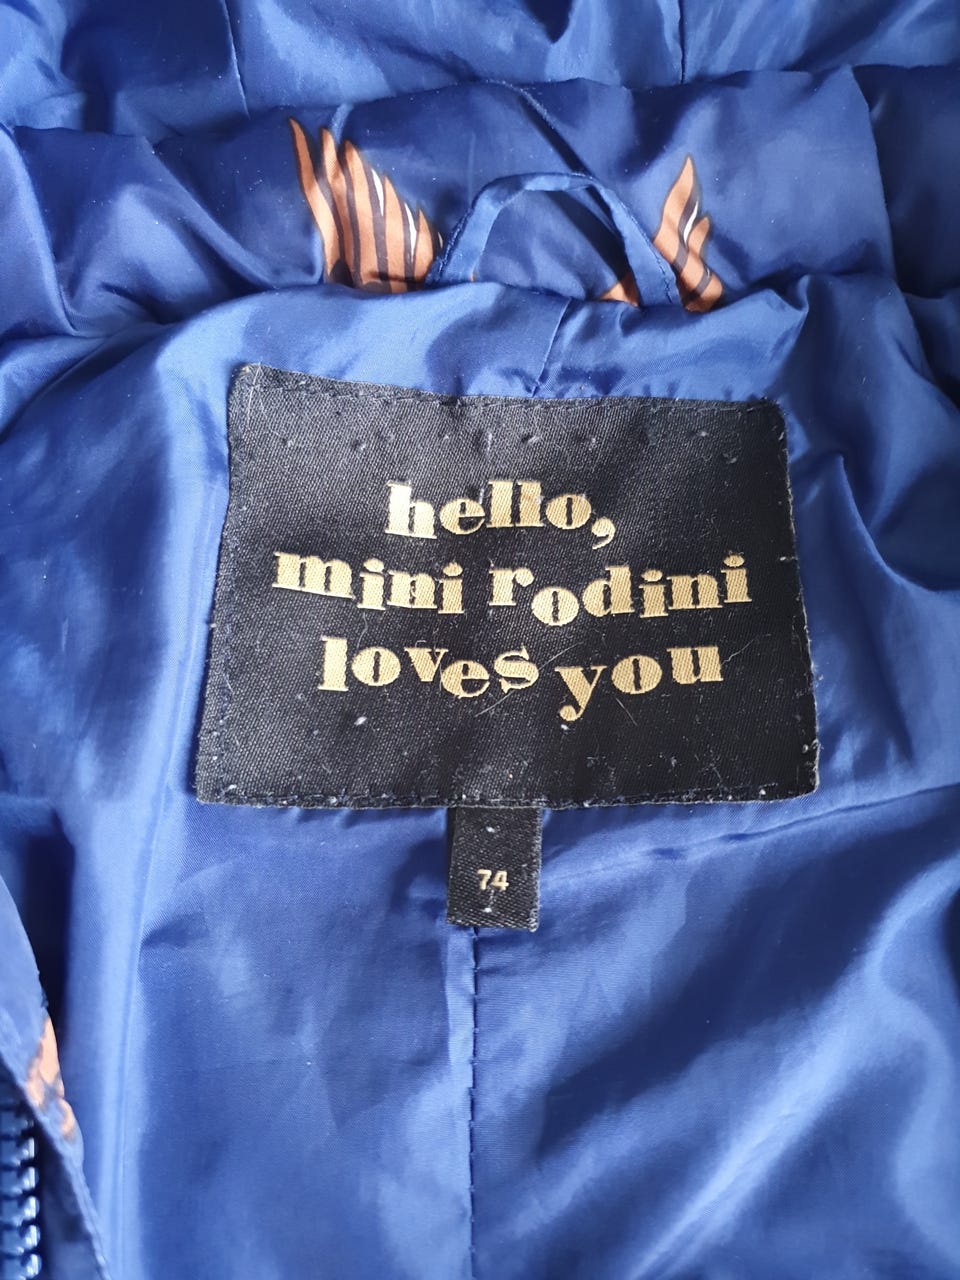 hello,
mini rodini
loves you
74